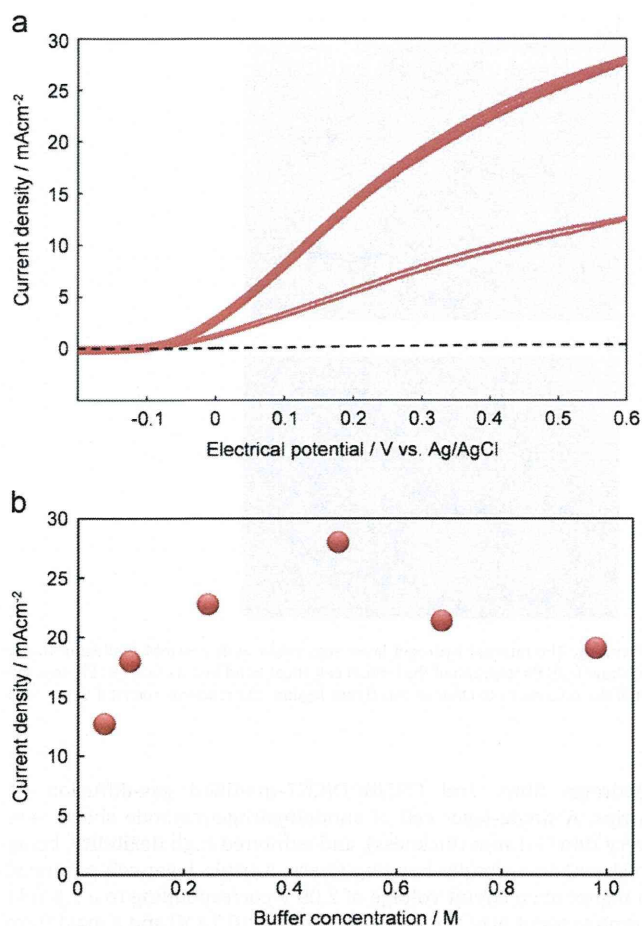 a
30
25
20
15
10
5
0
Current density / mAcm-2
-0.1 0 0.1 0.2 0.3 0.4 0.5 0.6
Electrical potential / V vs. Ag/AgCl
b
30
25
20
15
10
5
0
Current density / mAcm-2
0 0.2 0.4 0.6 0.8 1.0
Buffer concentration / M